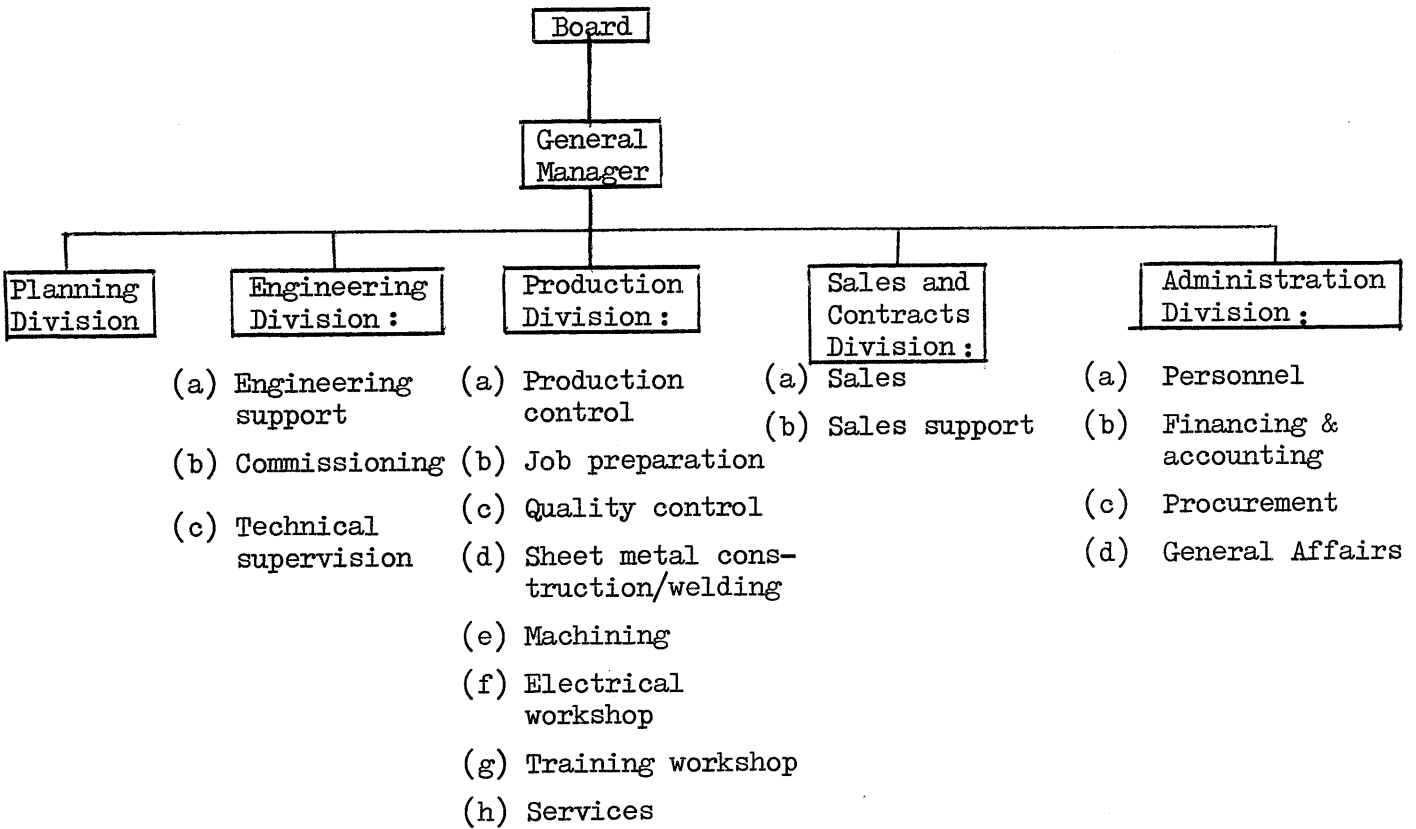 Board
General
Manager
Planning
Division
Engineering
Division :
Production
Division :
Sales and
Contracts
Division :
Administration
Division :
(a) Engineering
support
(b) Commissioning
(c) Technical
supervision
(a) Production
control
(b) Job preparation
(c) Quality control
(d) Sheet metal cons-
truction/welding
(e) Machining
(f) Electrical
workshop
(g) Training workshop
(h) Services
(a) Sales
(b) Sales support
(a) Personnel
(b) Financing &
accounting
(c) Procurement
(d) General Affairs